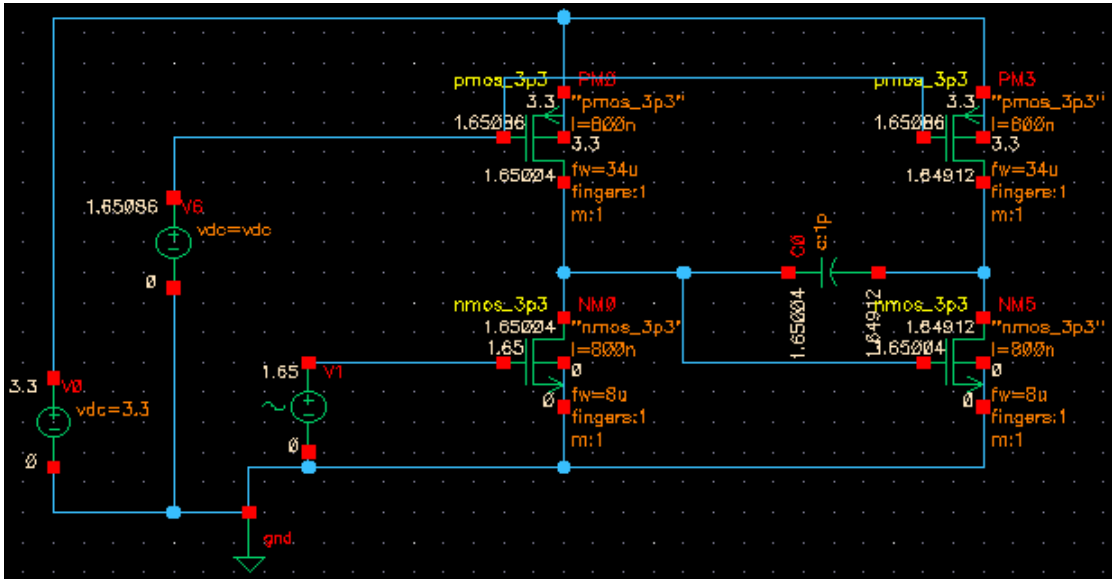 pmos_3p3
PM0
3.3
"pmos_3p3"
1.65086
l=800n
3.3
1.65004
fw=34u
fingers:1
m:1
pmos_3p3
PM3
3.3
"pmos_3p3"
1.65086
l=800n
3.3
1.64912
fw=34u
fingers:1
m:1
1.65086
V6
vdc=vdc
0
C0
c:1p
1.65004
1.64912
nmos_3p3
NM0
1.65004
"nmos_3p3"
1.65
l=800n
0
0
fw=8u
fingers:1
m:1
nmos_3p3
NM5
1.64912
"nmos_3p3"
1.65004
l=800n
0
0
fw=8u
fingers:1
m:1
1.65
V1
0
3.3
V0
vdc=3.3
0
gnd